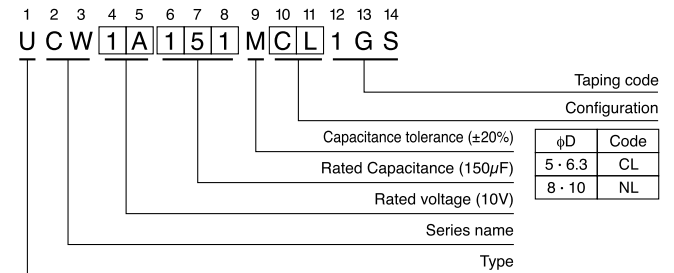 1 2 3 4 5 6 7 8 9 10 11 12 13 14
U C W 1 A 1 5 1 M C L 1 G S
Taping code
Configuration
Capacitance tolerance (±20%)
Rated Capacitance (150µF)
Rated voltage (10V)
Series name
Type
ϕD Code
5 · 6.3 CL
8 · 10 NL